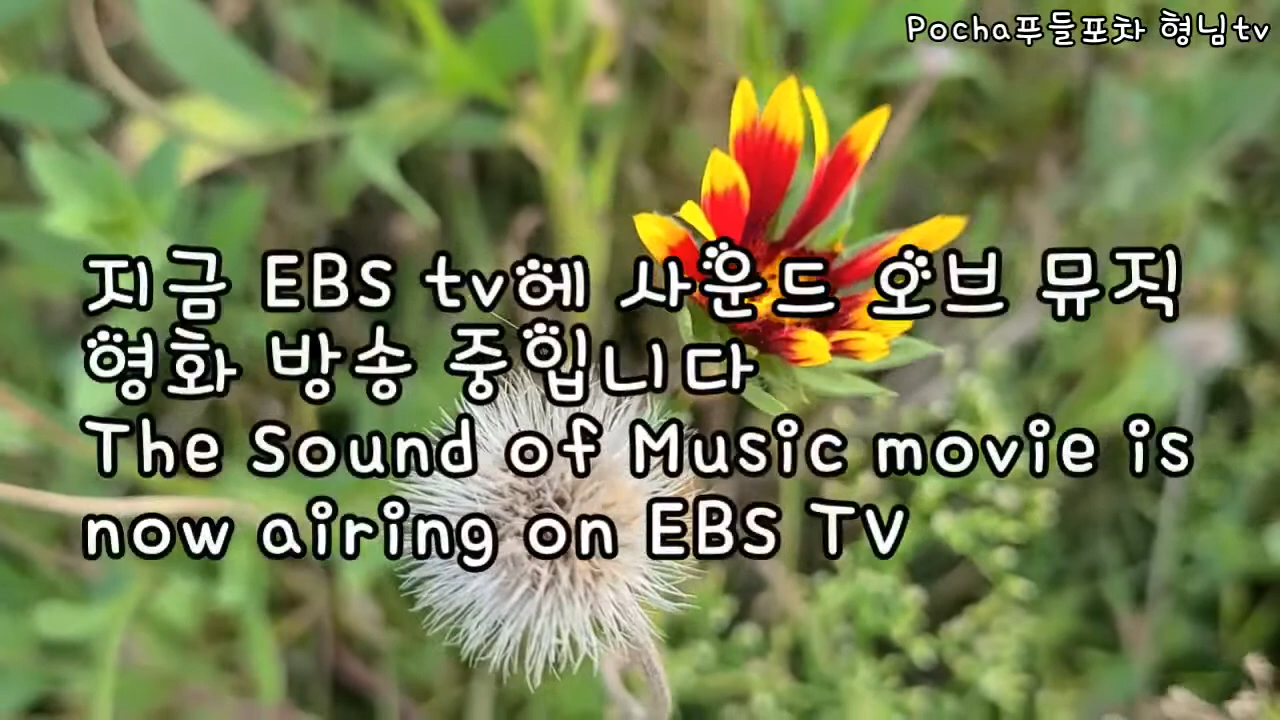 Pocha푸들포차 형님tv
지금 EBS tv에 사운드 오브 뮤직
영화 방송 중입니다
The Sound of Music movie is
now airing on EBS TV